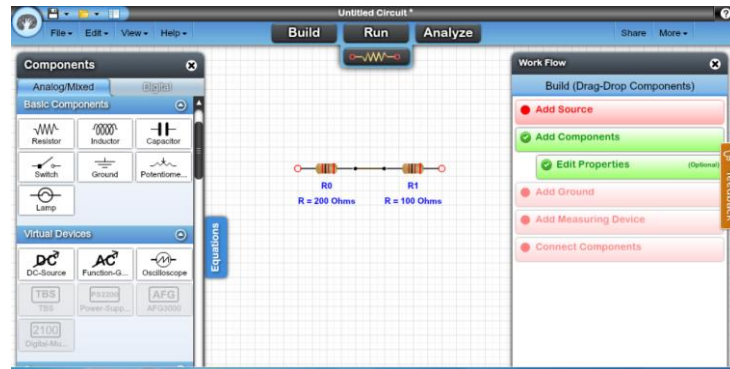 Untitled Circuit *
File Edit View Help
Build Run Analyze
Share More
Components
Analog/Mixed Digital
Basic Components
Resistor Inductor Capacitor
Switch Ground Potentiome...
Lamp
Virtual Devices
DC AC
DC-Source Function-G... Oscilloscope
TBS PS2200 AFG
TBS Power-Supp... AFG3000
2100
Digital-Mu...
Equations
R0 R1
R = 200 Ohms R = 100 Ohms
Work Flow
Build (Drag-Drop Components)
Add Source
Add Components
Edit Properties (Optional)
Add Ground
Add Measuring Device
Connect Components